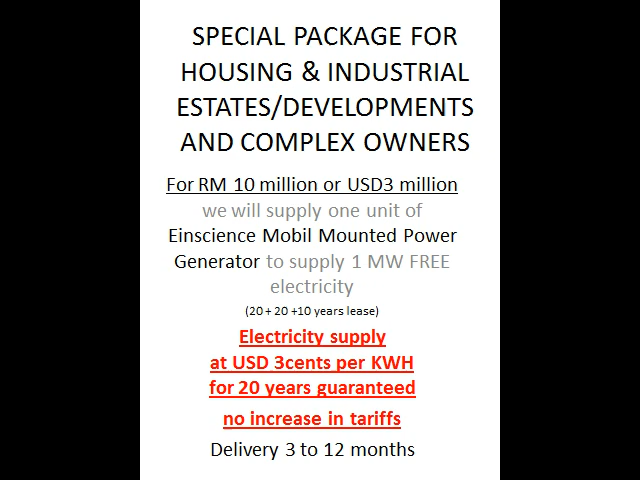 SPECIAL PACKAGE FOR
HOUSING & INDUSTRIAL
ESTATES/DEVELOPMENTS
AND COMPLEX OWNERS
For RM 10 million or USD3 million
we will supply one unit of
Einscience Mobil Mounted Power
Generator to supply 1 MW FREE
electricity
(20 + 20 +10 years lease)
Electricity supply
at USD 3cents per KWH
for 20 years guaranteed
no increase in tariffs
Delivery 3 to 12 months